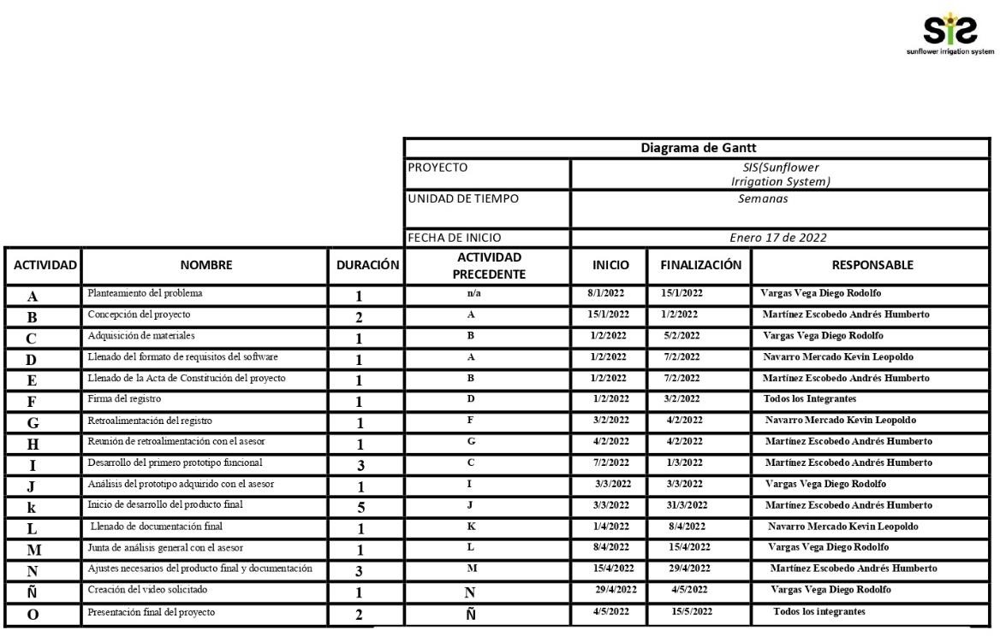 SIS
sunflower irrigation system
Diagrama de Gantt
PROYECTO SIS(Sunflower
Irrigation System)
UNIDAD DE TIEMPO Semanas
FECHA DE INICIO Enero 17 de 2022
ACTIVIDAD NOMBRE DURACIÓN ACTIVIDAD PRECEDENTE INICIO FINALIZACIÓN RESPONSABLE
A Planteamiento del problema 1 n/a 8/1/2022 15/1/2022 Vargas Vega Diego Rodolfo
B Concepción del proyecto 2 A 15/1/2022 1/2/2022 Martínez Escobedo Andrés Humberto
C Adquisición de materiales 1 B 1/2/2022 5/2/2022 Vargas Vega Diego Rodolfo
D Llenado del formato de requisitos del software 1 A 1/2/2022 7/2/2022 Navarro Mercado Kevin Leopoldo
E Llenado de la Acta de Constitución del proyecto 1 B 1/2/2022 7/2/2022 Martínez Escobedo Andrés Humberto
F Firma del registro 1 D 1/2/2022 3/2/2022 Todos los Integrantes
G Retroalimentación del registro 1 F 3/2/2022 4/2/2022 Navarro Mercado Kevin Leopoldo
H Reunión de retroalimentación con el asesor 1 G 4/2/2022 4/2/2022 Martínez Escobedo Andrés Humberto
I Desarrollo del primero prototipo funcional 3 C 7/2/2022 1/3/2022 Martínez Escobedo Andrés Humberto
J Análisis del prototipo adquirido con el asesor 1 I 3/3/2022 3/3/2022 Vargas Vega Diego Rodolfo
k Inicio de desarrollo del producto final 5 J 3/3/2022 31/3/2022 Martínez Escobedo Andrés Humberto
L Llenado de documentación final 1 K 1/4/2022 8/4/2022 Navarro Mercado Kevin Leopoldo
M Junta de análisis general con el asesor 1 L 8/4/2022 15/4/2022 Vargas Vega Diego Rodolfo
N Ajustes necesarios del producto final y documentación 3 M 15/4/2022 29/4/2022 Martínez Escobedo Andrés Humberto
Ñ Creación del video solicitado 1 N 29/4/2022 4/5/2022 Vargas Vega Diego Rodolfo
O Presentación final del proyecto 2 Ñ 4/5/2022 15/5/2022 Todos los integrantes